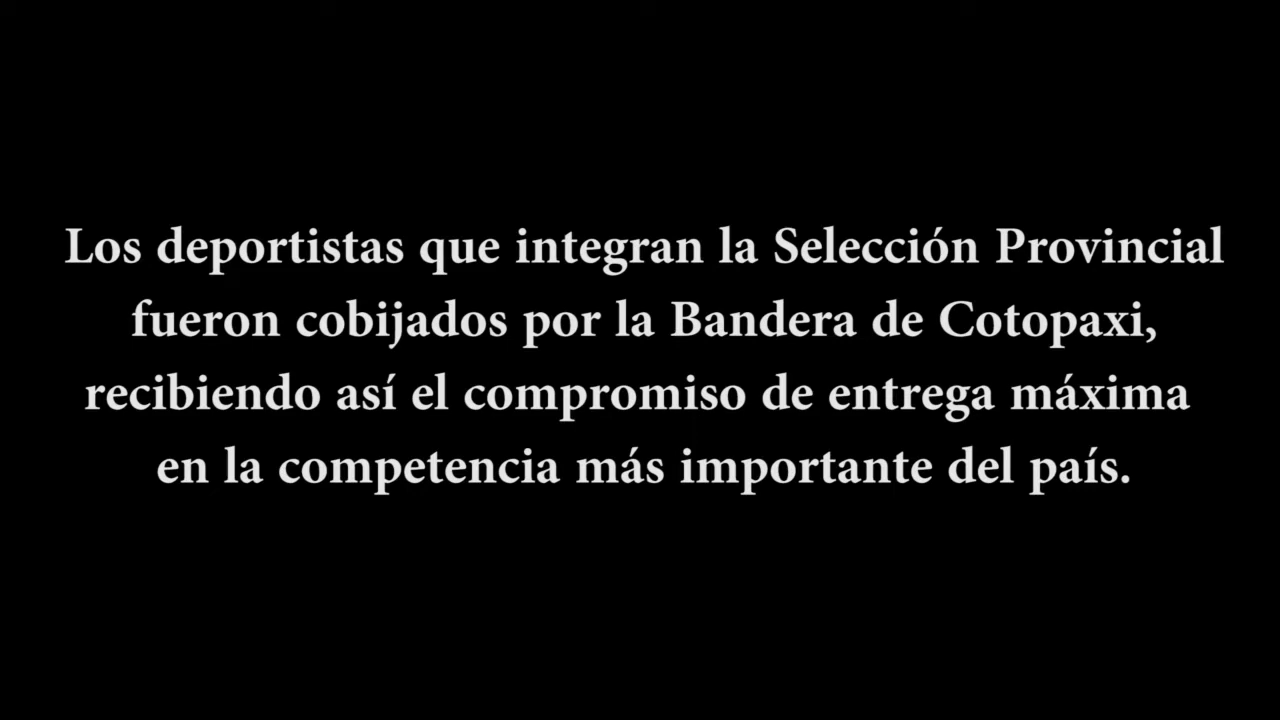 Los deportistas que integran la Selección Provincial
fueron cobijados por la Bandera de Cotopaxi,
recibiendo así el compromiso de entrega máxima
en la competencia más importante del país.